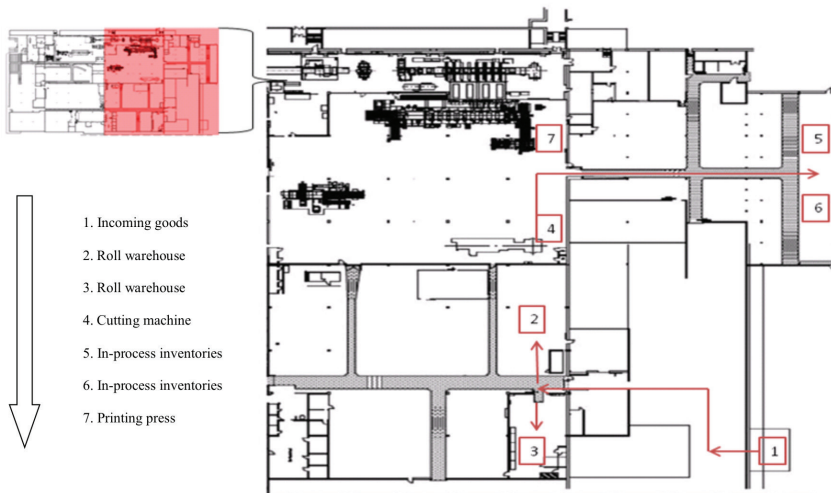 1. Incoming goods
2. Roll warehouse
3. Roll warehouse
4. Cutting machine
5. In-process inventories
6. In-process inventories
7. Printing press
7
5
6
4
2
3
1